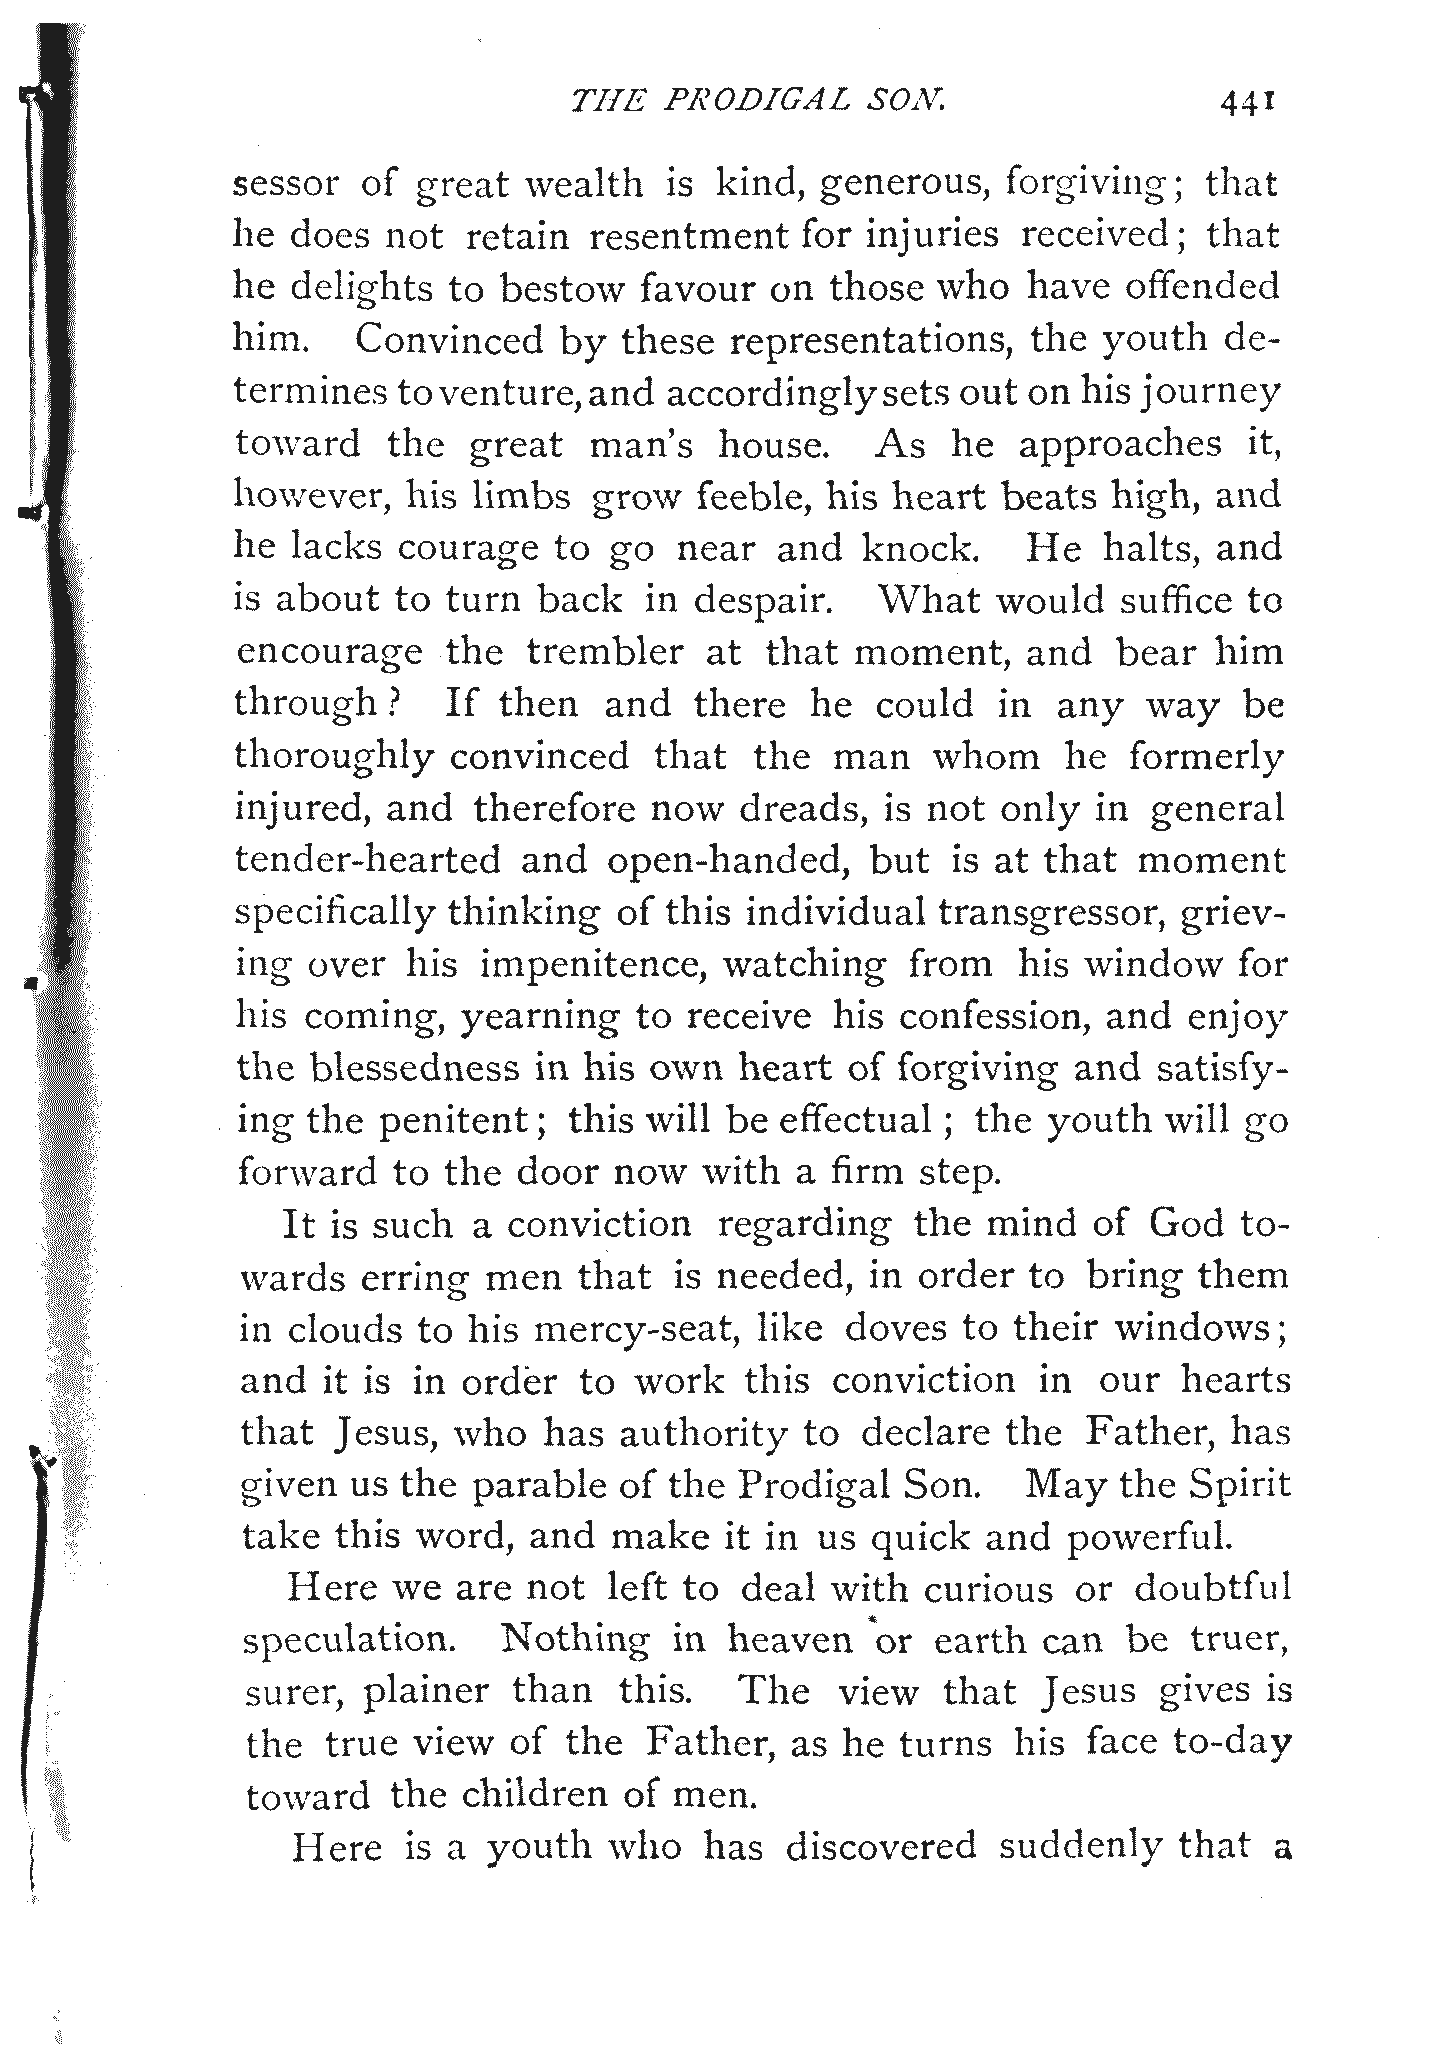 THE PRODIGAL SON. 441
sessor of great wealth is kind, generous, forgiving; that
he does not retain resentment for injuries received; that
he delights to bestow favour on those who have offended
him. Convinced by these representations, the youth de-
termines to venture, and accordingly sets out on his journey
toward the great man's house. As he approaches it,
however, his limbs grow feeble, his heart beats high, and
he lacks courage to go near and knock. He halts, and
is about to turn back in despair. What would suffice to
encourage the trembler at that moment, and bear him
through? If then and there he could in any way be
thoroughly convinced that the man whom he formerly
injured, and therefore now dreads, is not only in general
tender-hearted and open-handed, but is at that moment
specifically thinking of this individual transgressor, griev-
ing over his impenitence, watching from his window for
his coming, yearning to receive his confession, and enjoy
the blessedness in his own heart of forgiving and satisfy-
ing the penitent; this will be effectual; the youth will go
forward to the door now with a firm step.
It is such a conviction regarding the mind of God to-
wards erring men that is needed, in order to bring them
in clouds to his mercy-seat, like doves to their windows;
and it is in order to work this conviction in our hearts
that Jesus, who has authority to declare the Father, has
given us the parable of the Prodigal Son. May the Spirit
take this word, and make it in us quick and powerful.
Here we are not left to deal with curious or doubtful
speculation. Nothing in heaven or earth can be truer,
surer, plainer than this. The view that Jesus gives is
the true view of the Father, as he turns his face to-day
toward the children of men.
Here is a youth who has discovered suddenly that a